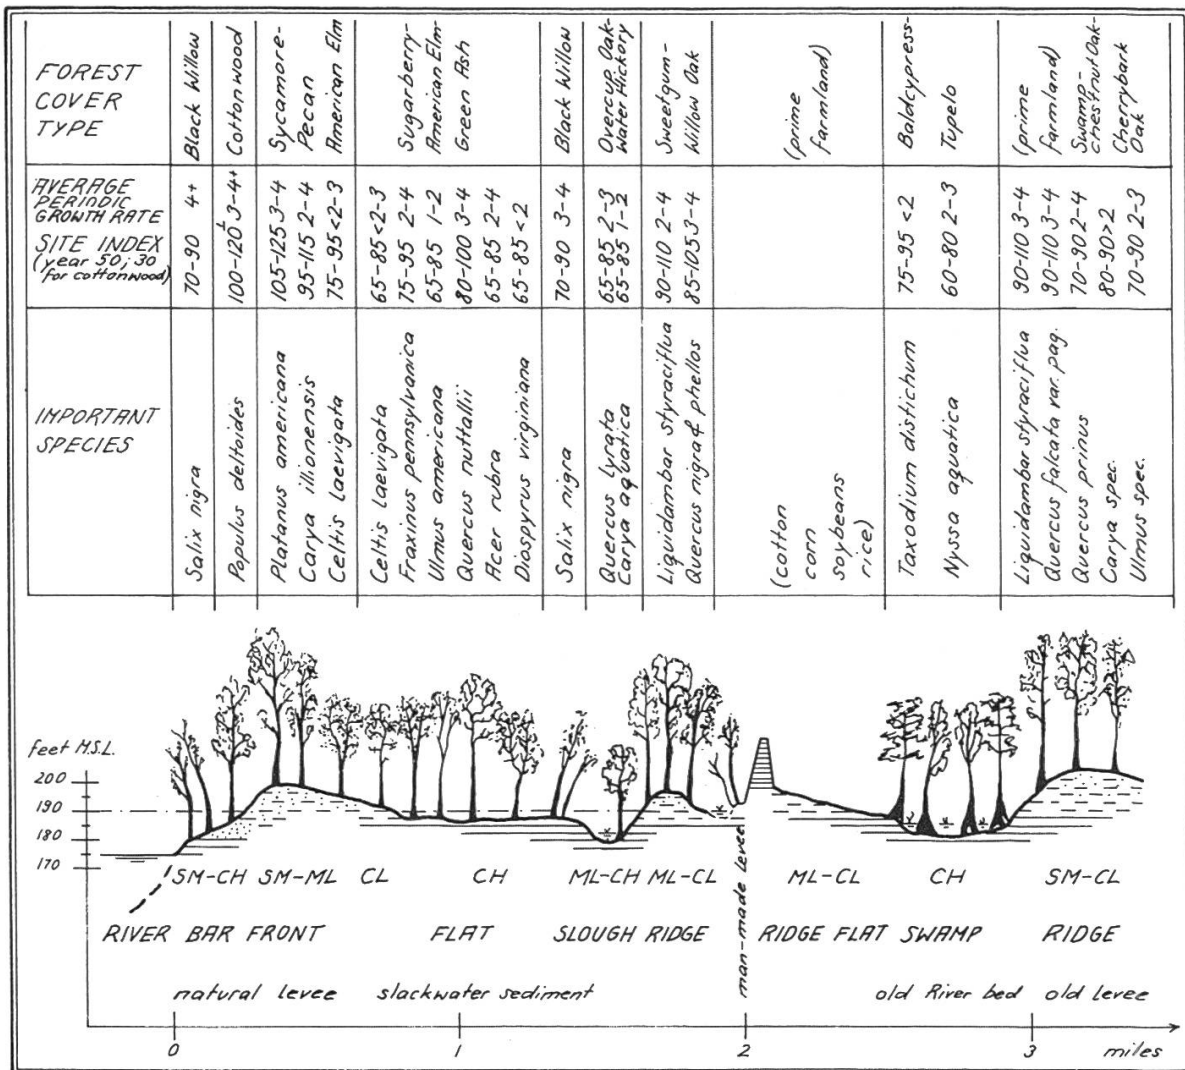 FOREST
COVER
TYPE
Black Willow
Cottonwood
Sycamore-
Pecan
American Elm
Sugarberry-
American Elm-
Green Ash
Black Willow
Overcup Oak-
Water Hickory
Sweetgum-
Willow Oak
(prime
farmland)
Baldcypress-
Tupelo
(prime
farmland)
Swamp-
chestnut Oak-
Cherrybark
Oak
AVERAGE
PERIODIC
GROWTH RATE
SITE INDEX
(year 50; 30
for cottonwood)
70-90 4+
100-120± 3-4+
105-125 3-4
95-115 2-4
75-95 <2-3
65-85 <2-3
75-95 2-4
65-85 1-2
80-100 3-4
65-85 2-4
65-85 <2
70-90 3-4
65-85 2-3
65-85 1-2
90-110 2-4
85-105 3-4
75-95 <2
60-80 2-3
90-110 3-4
90-110 3-4
70-90 2-4
80-90 >2
70-90 2-3
IMPORTANT
SPECIES
Salix nigra
Populus deltoides
Platanus americana
Carya illionensis
Celtis laevigata
Celtis laevigata
Fraxinus pennsylvanica
Ulmus americana
Quercus nuttallii
Acer rubra
Diospyrus virginiana
Salix nigra
Quercus lyrata
Carya aquatica
Liquidambar styraciflua
Quercus nigra & phellos
(cotton
corn
soybeans
rice)
Taxodium distichum
Nyssa aquatica
Liquidambar styraciflua
Quercus falcata var. pag.
Quercus prinus
Carya spec.
Ulmus spec.
feet M.S.L.
200
190
180
170
SM-CH SM-ML CL CH ML-CH ML-CL ML-CL CH SM-CL
RIVER BAR FRONT FLAT SLOUGH RIDGE RIDGE FLAT SWAMP RIDGE
man-made levee
natural levee slackwater sediment old River bed old levee
0 1 2 3 miles